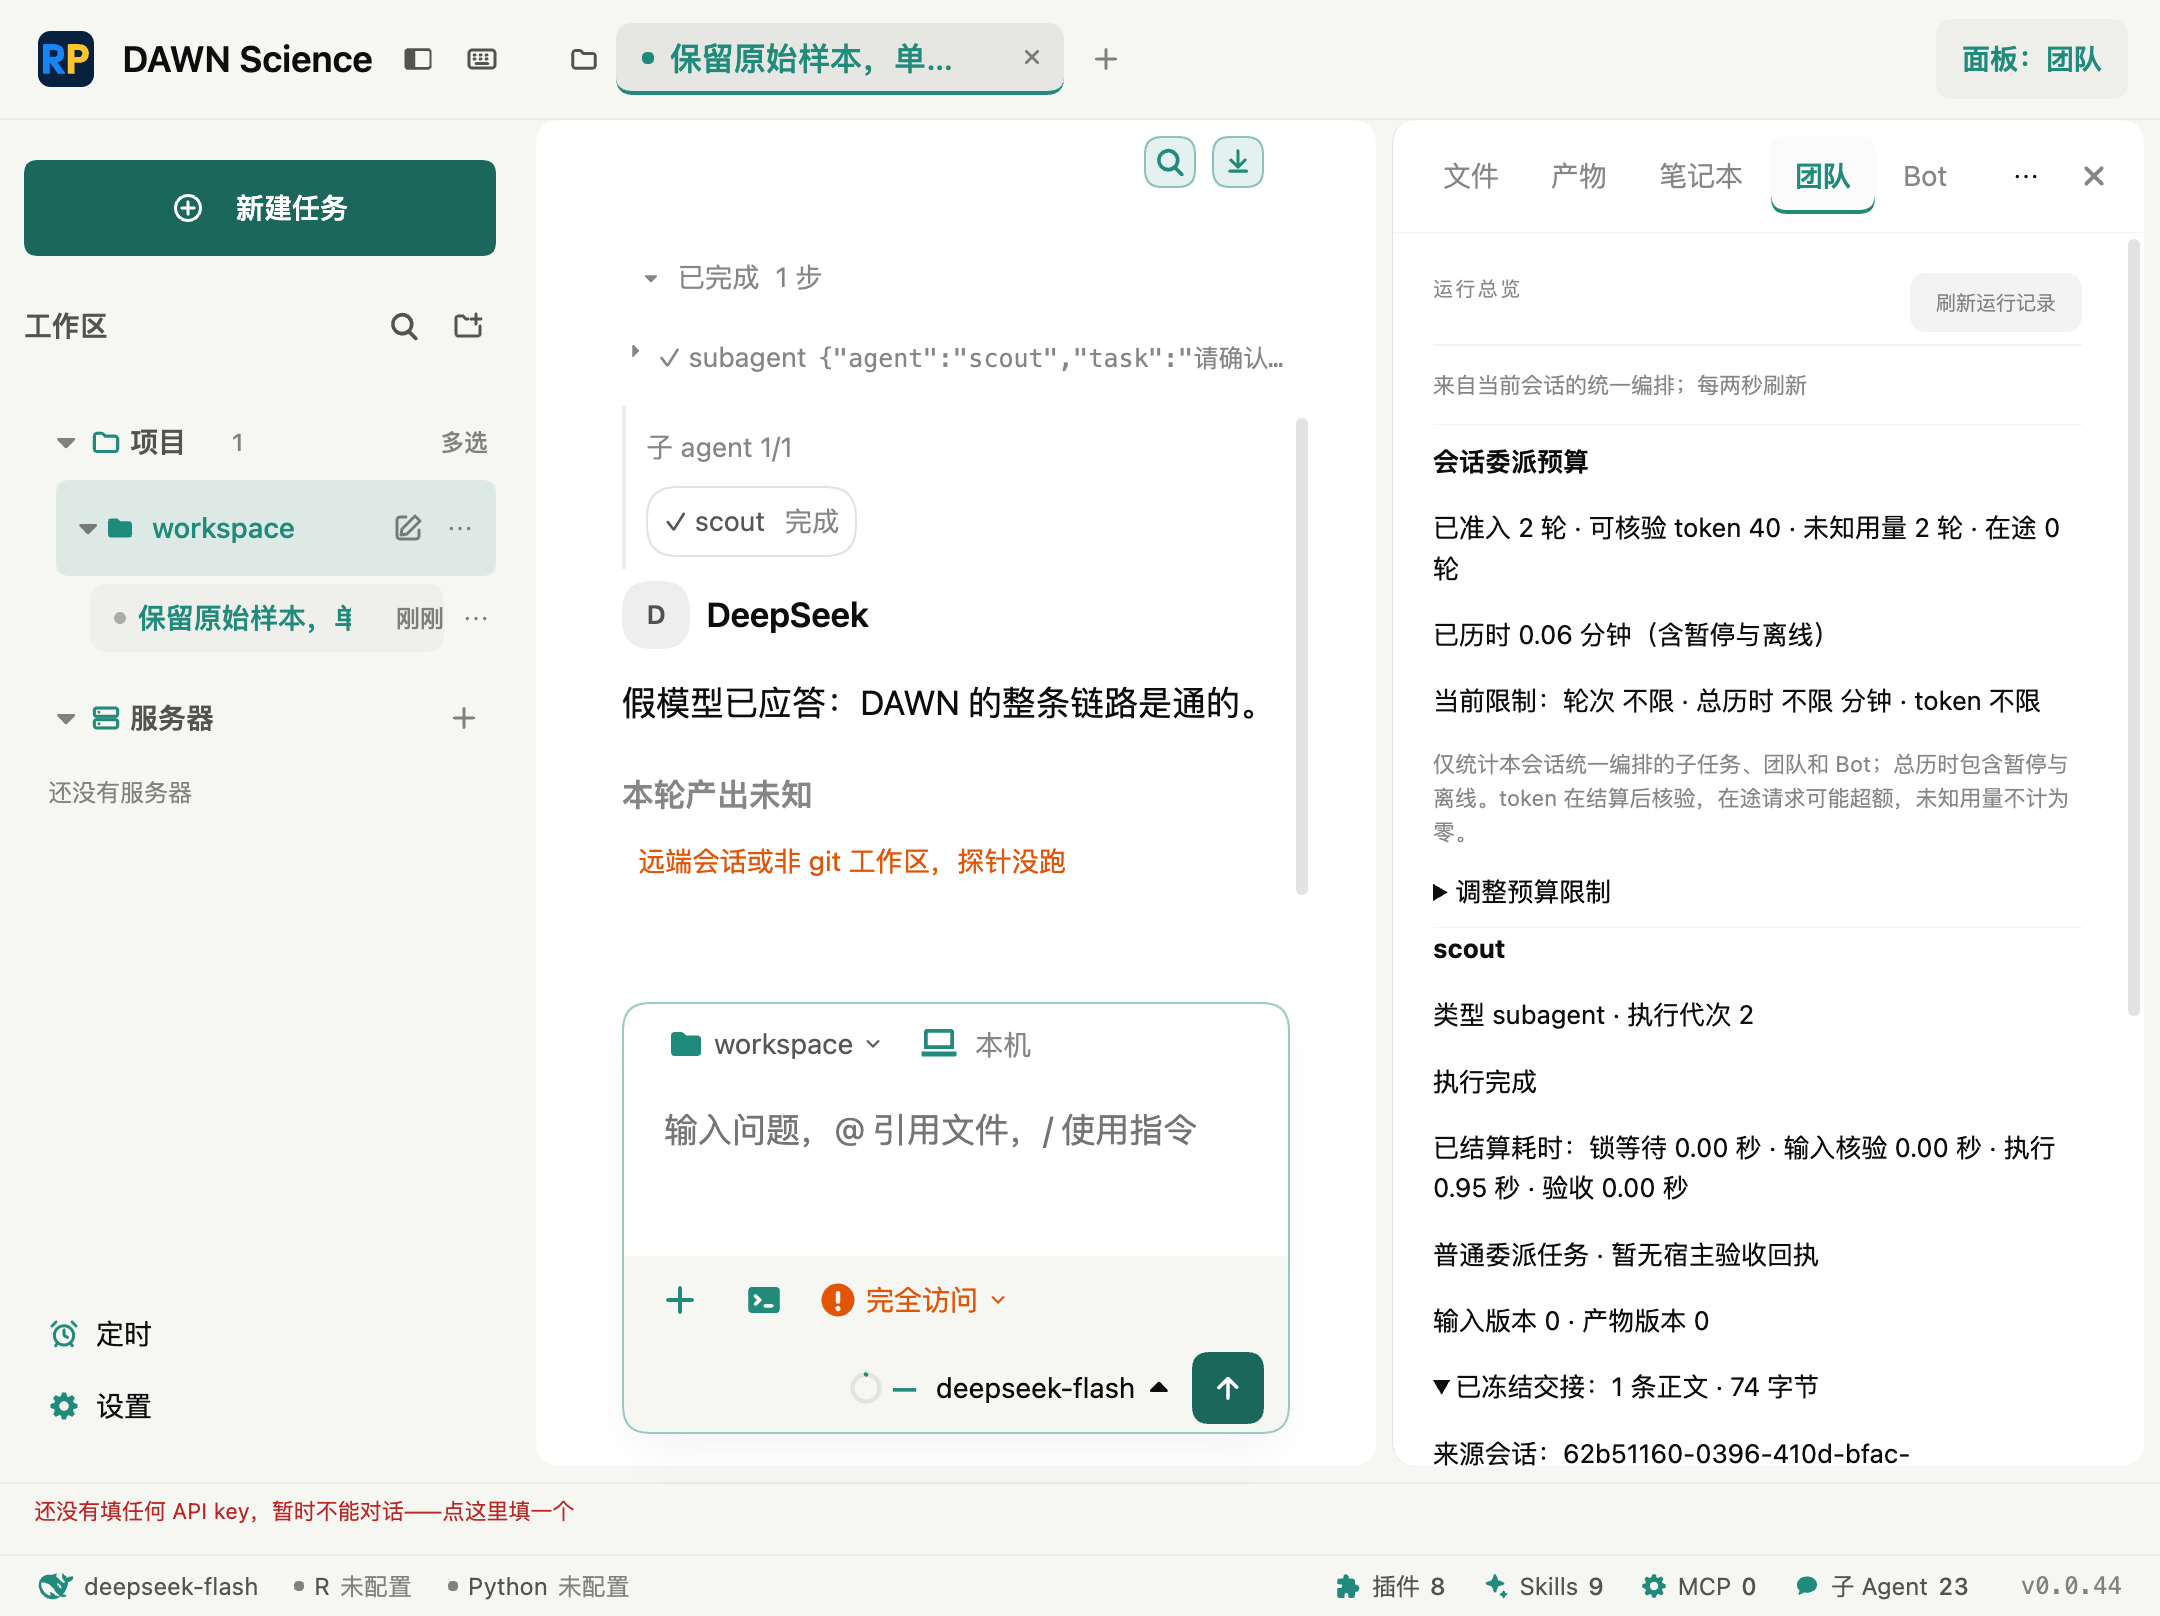 RP
DAWN Science
保留原始样本，单...
面板：团队
新建任务
工作区
项目 1 多选
workspace
保留原始样本， 刚刚
服务器
还没有服务器
定时
设置
已完成 1 步
subagent {"agent":"scout","task":"请确认…
子 agent 1/1
scout 完成
D
DeepSeek
假模型已应答：DAWN 的整条链路是通的。
本轮产出未知
远端会话或非 git 工作区，探针没跑
workspace 本机
输入问题，@ 引用文件，/ 使用指令
完全访问
deepseek-flash
文件 产物 笔记本 团队 Bot
运行总览
刷新运行记录
来自当前会话的统一编排；每两秒刷新
会话委派预算
已准入 2 轮 · 可核验 token 40 · 未知用量 2 轮 · 在途 0
轮
已历时 0.06 分钟（含暂停与离线）
当前限制：轮次 不限 · 总历时 不限 分钟 · token 不限
仅统计本会话统一编排的子任务、团队和 Bot；总历时包含暂停与
离线。token 在结算后核验，在途请求可能超额，未知用量不计为
零。
调整预算限制
scout
类型 subagent · 执行代次 2
执行完成
已结算耗时：锁等待 0.00 秒 · 输入核验 0.00 秒 · 执行
0.95 秒 · 验收 0.00 秒
普通委派任务 · 暂无宿主验收回执
输入版本 0 · 产物版本 0
已冻结交接：1 条正文 · 74 字节
来源会话：62b51160-0396-410d-bfac-
还没有填任何 API key，暂时不能对话——点这里填一个
deepseek-flash R 未配置 Python 未配置
插件 8 Skills 9 MCP 0 子 Agent 23 v0.0.44